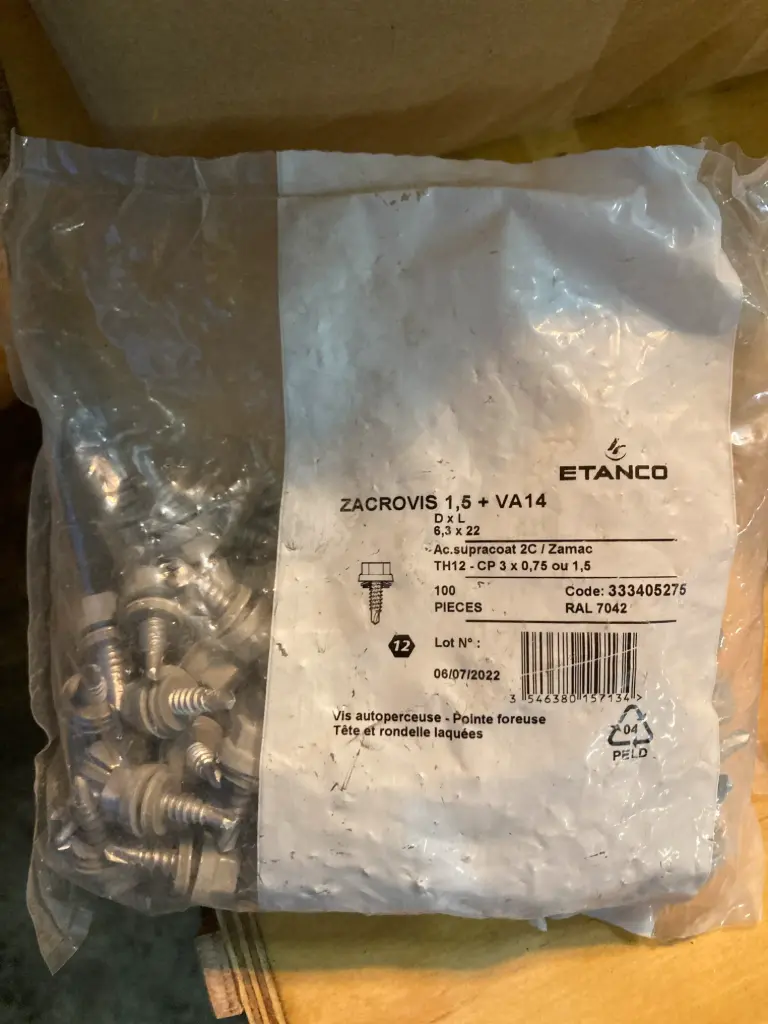 ETANCO
ZACROVIS 1,5 + VA14
D x L
6,3 x 22
Ac.supracoat 2C / Zamac
TH12 - CP 3 x 0,75 ou 1,5
100 Code: 333405275
PIECES RAL 7042
12
Lot N° :
06/07/2022
3 546380 157134 >
Vis autoperceuse - Pointe foreuse
Tête et rondelle laquées
04
PELD